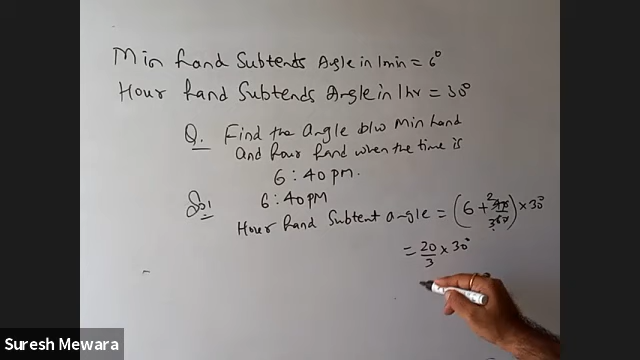 Min hand Subtends Angle in 1min = 6°
Hour hand Subtends Angle in 1hr = 30°
Q. Find the Angle b/w Min hand
and hour hand when the time is
6:40 pm.
Sol 6:40 PM
Hour hand Subtent angle = (6 + 2 40/3 60) × 30°
= 20/3 × 30°
Suresh Mewara